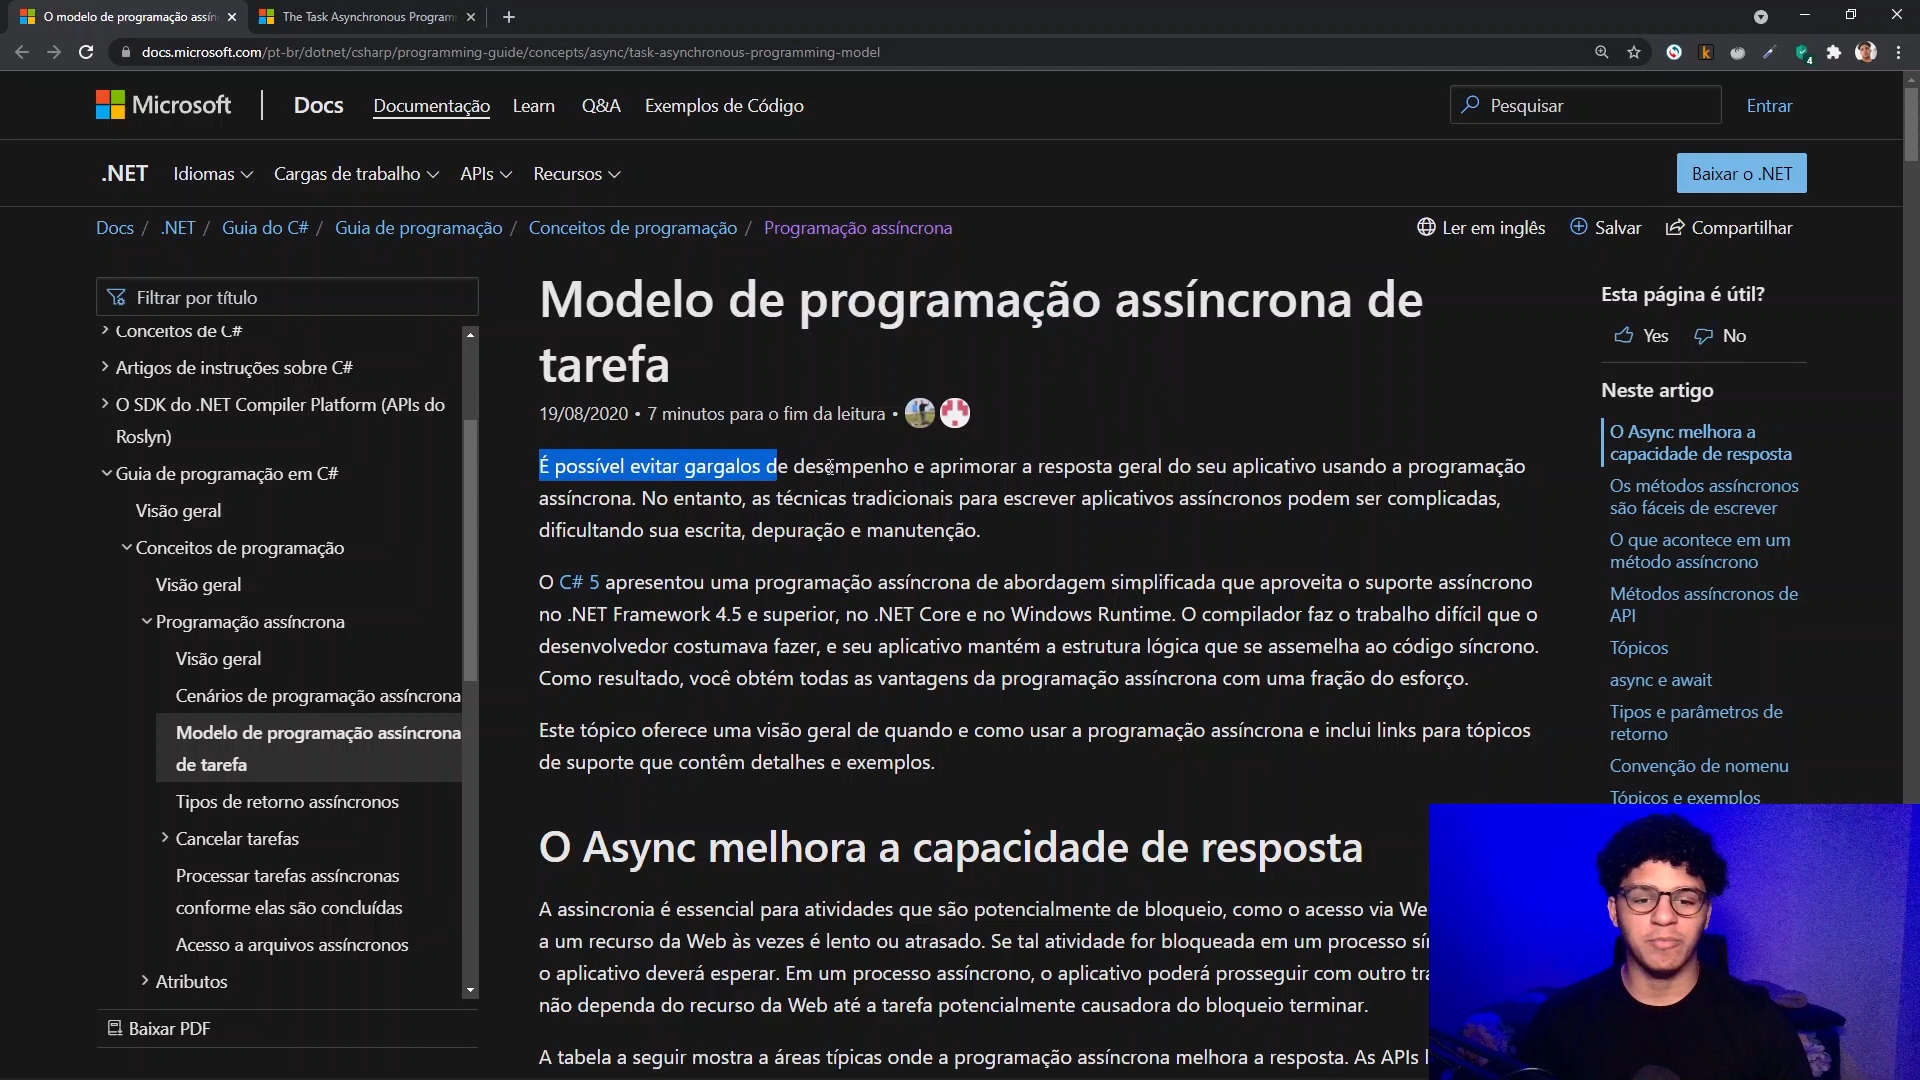 O modelo de programação assín
The Task Asynchronous Program
docs.microsoft.com/pt-br/dotnet/csharp/programming-guide/concepts/async/task-asynchronous-programming-model
k
4
Microsoft
Docs
Documentação
Learn
Q&A
Exemplos de Código
Pesquisar
Entrar
.NET
Idiomas
Cargas de trabalho
APIs
Recursos
Baixar o .NET
Docs / .NET / Guia do C# / Guia de programação / Conceitos de programação / Programação assíncrona
Ler em inglês
Salvar
Compartilhar
Filtrar por título
Conceitos de C#
Artigos de instruções sobre C#
O SDK do .NET Compiler Platform (APIs do
Roslyn)
Guia de programação em C#
Visão geral
Conceitos de programação
Visão geral
Programação assíncrona
Visão geral
Cenários de programação assíncrona
Modelo de programação assíncrona
de tarefa
Tipos de retorno assíncronos
Cancelar tarefas
Processar tarefas assíncronas
conforme elas são concluídas
Acesso a arquivos assíncronos
Atributos
Baixar PDF
Modelo de programação assíncrona de
tarefa
19/08/2020 • 7 minutos para o fim da leitura •
É possível evitar gargalos de desempenho e aprimorar a resposta geral do seu aplicativo usando a programação
assíncrona. No entanto, as técnicas tradicionais para escrever aplicativos assíncronos podem ser complicadas,
dificultando sua escrita, depuração e manutenção.
O C# 5 apresentou uma programação assíncrona de abordagem simplificada que aproveita o suporte assíncrono
no .NET Framework 4.5 e superior, no .NET Core e no Windows Runtime. O compilador faz o trabalho difícil que o
desenvolvedor costumava fazer, e seu aplicativo mantém a estrutura lógica que se assemelha ao código síncrono.
Como resultado, você obtém todas as vantagens da programação assíncrona com uma fração do esforço.
Este tópico oferece uma visão geral de quando e como usar a programação assíncrona e inclui links para tópicos
de suporte que contêm detalhes e exemplos.
O Async melhora a capacidade de resposta
A assincronia é essencial para atividades que são potencialmente de bloqueio, como o acesso via We
a um recurso da Web às vezes é lento ou atrasado. Se tal atividade for bloqueada em um processo sí
o aplicativo deverá esperar. Em um processo assíncrono, o aplicativo poderá prosseguir com outro tra
não dependa do recurso da Web até a tarefa potencialmente causadora do bloqueio terminar.
A tabela a seguir mostra a áreas típicas onde a programação assíncrona melhora a resposta. As APIs
Esta página é útil?
Yes
No
Neste artigo
O Async melhora a
capacidade de resposta
Os métodos assíncronos
são fáceis de escrever
O que acontece em um
método assíncrono
Métodos assíncronos de
API
Tópicos
async e await
Tipos e parâmetros de
retorno
Convenção de nomenu
Tópicos e exemplos